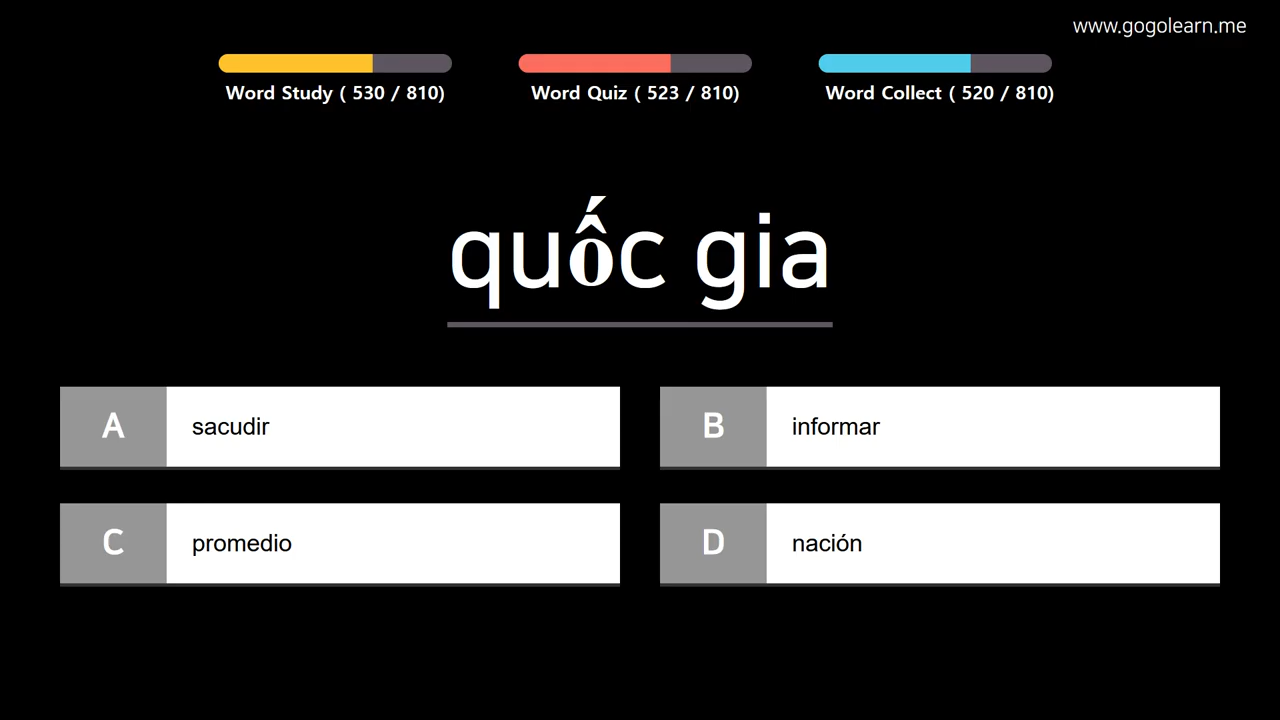 www.gogolearn.me
Word Study ( 530 / 810)
Word Quiz ( 523 / 810)
Word Collect ( 520 / 810)
quốc gia
A sacudir
B informar
C promedio
D nación